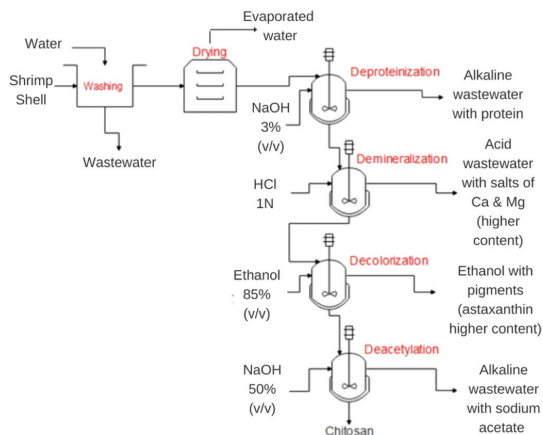 Evaporated
water
Water
Drying
Shrimp
Shell
Washing
Wastewater
Deproteinization
NaOH
3%
(v/v)
Alkaline
wastewater
with protein
Demineralization
HCl
1N
Acid
wastewater
with salts of
Ca & Mg
(higher
content)
Decolorization
Ethanol
85%
(v/v)
Ethanol with
pigments
(astaxanthin
higher content)
Deacetylation
NaOH
50%
(v/v)
Alkaline
wastewater
with sodium
acetate
Chitosan